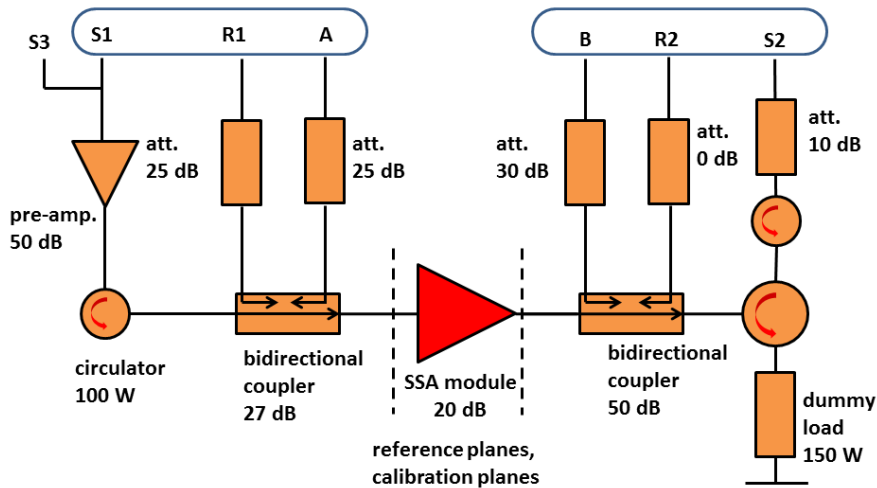 S3
S1
R1
A
B
R2
S2
att.
25 dB
att.
25 dB
att.
30 dB
att.
0 dB
att.
10 dB
pre-amp.
50 dB
circulator
100 W
bidirectional
coupler
27 dB
SSA module
20 dB
bidirectional
coupler
50 dB
dummy
load
150 W
reference planes,
calibration planes